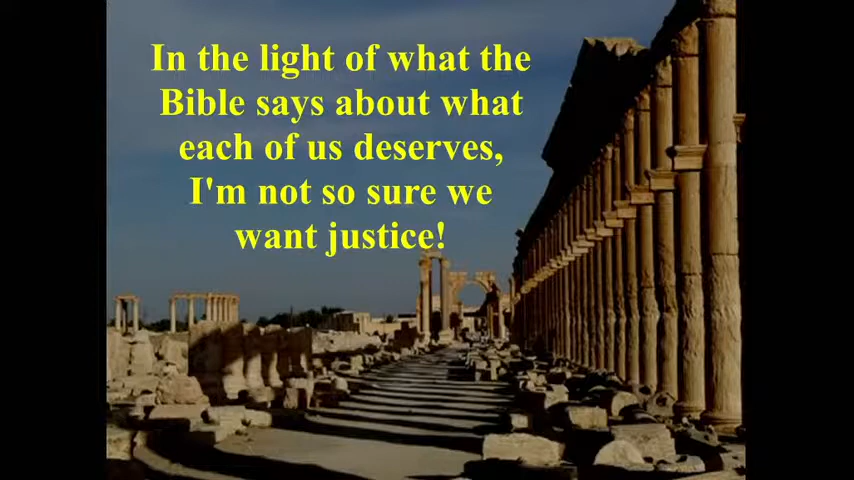 In the light of what the
Bible says about what
each of us deserves,
I'm not so sure we
want justice!